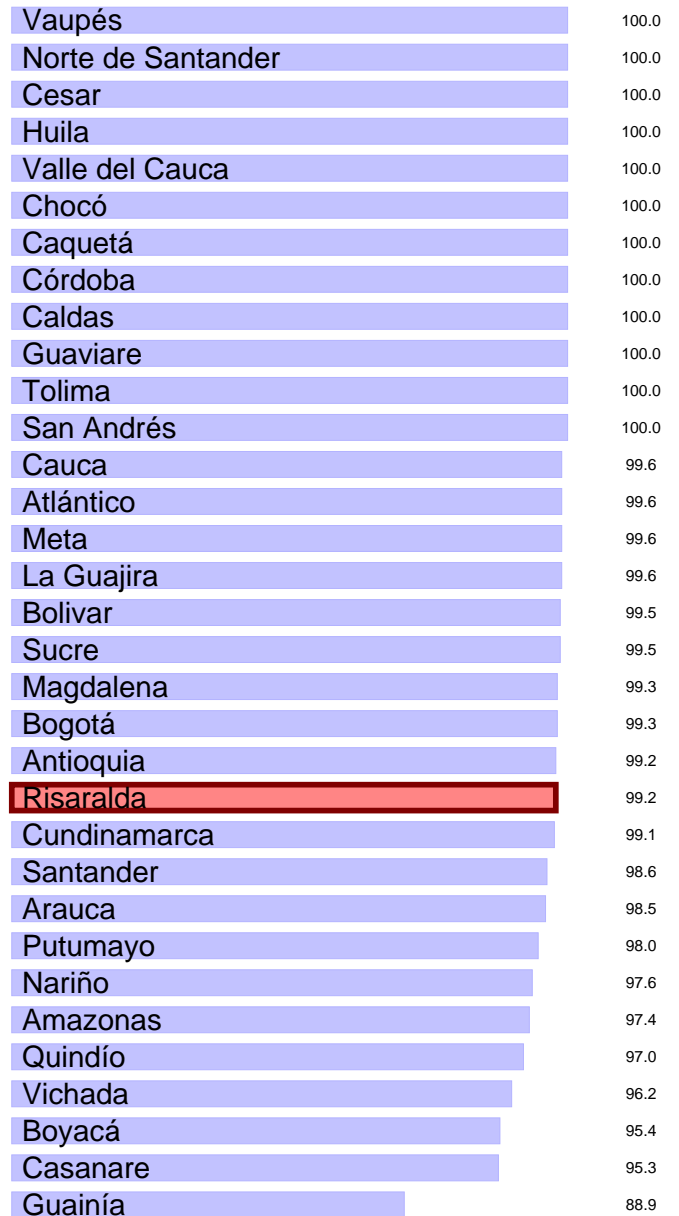 Vaupés 100.0
Norte de Santander 100.0
Cesar 100.0
Huila 100.0
Valle del Cauca 100.0
Chocó 100.0
Caquetá 100.0
Córdoba 100.0
Caldas 100.0
Guaviare 100.0
Tolima 100.0
San Andrés 100.0
Cauca 99.6
Atlántico 99.6
Meta 99.6
La Guajira 99.6
Bolivar 99.5
Sucre 99.5
Magdalena 99.3
Bogotá 99.3
Antioquia 99.2
Risaralda 99.2
Cundinamarca 99.1
Santander 98.6
Arauca 98.5
Putumayo 98.0
Nariño 97.6
Amazonas 97.4
Quindío 97.0
Vichada 96.2
Boyacá 95.4
Casanare 95.3
Guainía 88.9